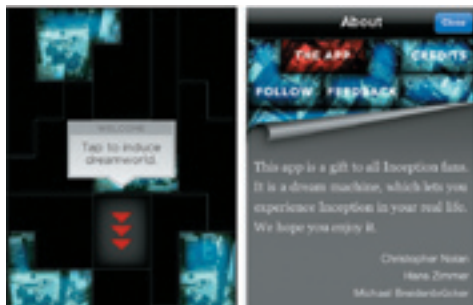 WELCOME
Tap to induce
dreamworld.
About
Close
THE APP
CREDITS
FOLLOW
FEEDBACK
This app is a gift to all Inception fans.
It is a dream machine, which lets you
experience Inception in your real life.
We hope you enjoy it.
Christopher Nolan
Hans Zimmer
Michael Breidenbrücker